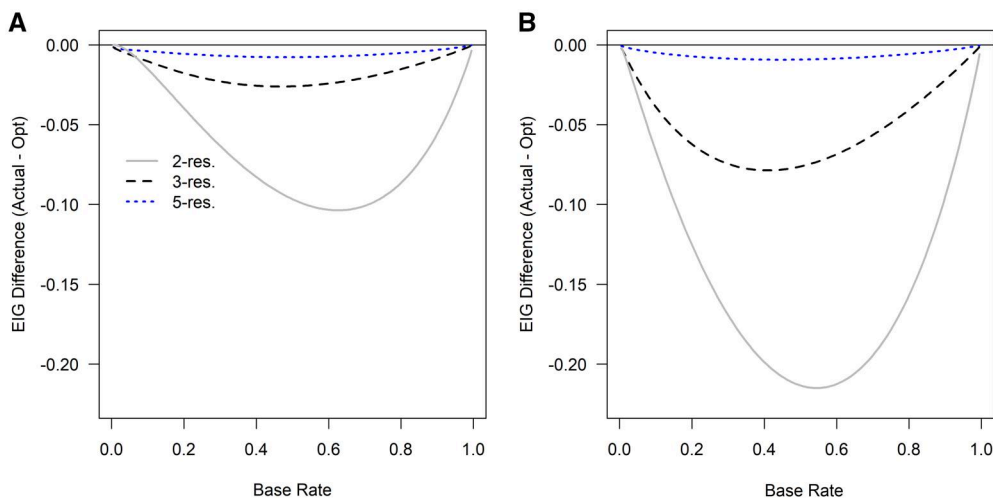 A
EIG Difference (Actual - Opt)
0.00
-0.05
-0.10
-0.15
-0.20
2-res.
3-res.
5-res.
0.0 0.2 0.4 0.6 0.8 1.0
Base Rate
B
EIG Difference (Actual - Opt)
0.00
-0.05
-0.10
-0.15
-0.20
0.0 0.2 0.4 0.6 0.8 1.0
Base Rate